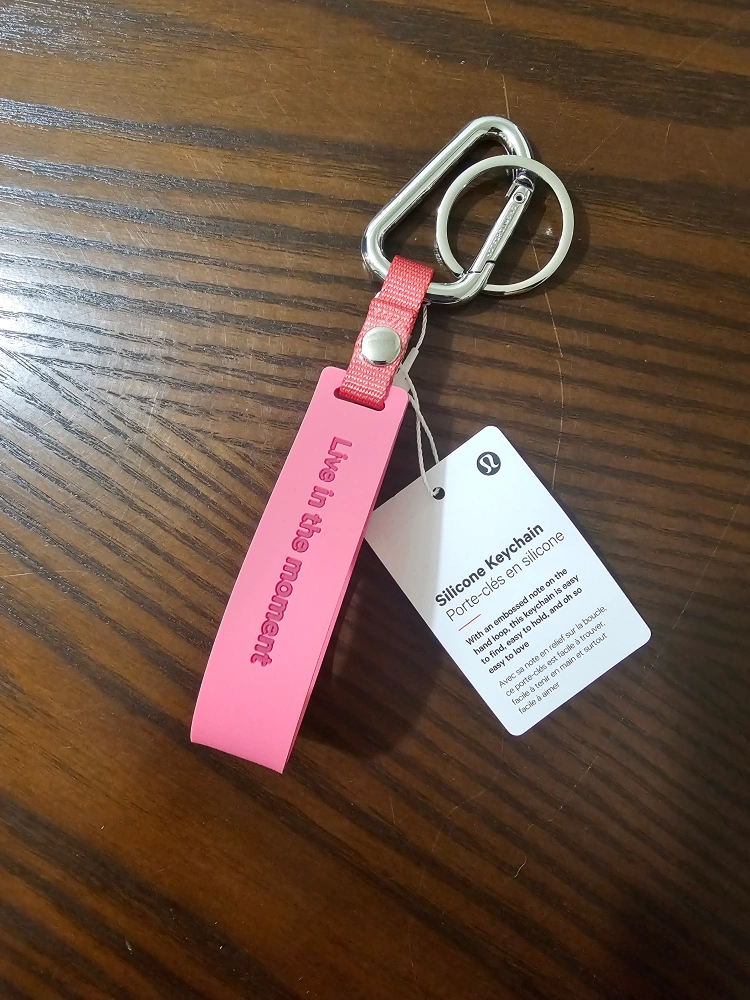 Live in the moment
Silicone Keychain
Porte-clés en silicone
With an embossed note on the
hand loop, this keychain is easy
to find, easy to hold, and oh so
easy to love
Avec sa note en relief sur la boucle,
ce porte-clés est facile à trouver,
facile à tenir en main et surtout
facile à aimer